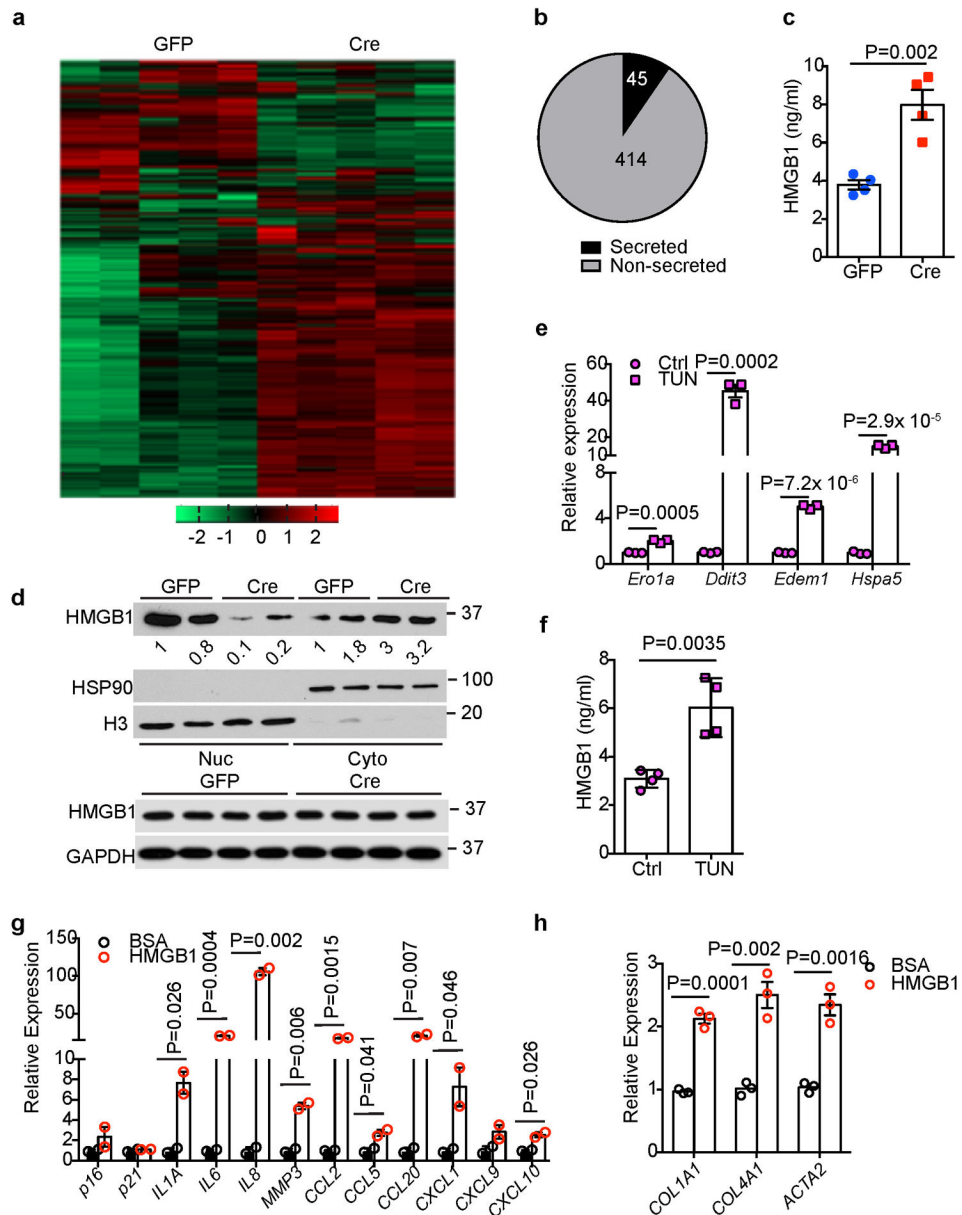 a
GFP Cre
-2 -1 0 1 2
b
45
414
Secreted
Non-secreted
c
P=0.002
HMGB1 (ng/ml)
10
8
6
4
2
0
GFP Cre
d
GFP Cre GFP Cre
HMGB1 37
1 0.8 0.1 0.2 1 1.8 3 3.2
HSP90 100
H3 20
Nuc Cyto
GFP Cre
HMGB1 37
GAPDH 37
e
Ctrl
TUN
P=0.0002
P=2.9x 10-5
P=7.2x 10-6
P=0.0005
Relative expression
60
40
20
10
8
4
0
Ero1a Ddit3 Edem1 Hspa5
f
P=0.0035
HMGB1 (ng/ml)
8
6
4
2
0
Ctrl TUN
g
BSA
HMGB1
P=0.026
P=0.0004
P=0.002
P=0.006
P=0.0015
P=0.041
P=0.007
P=0.046
P=0.026
Relative Expression
150
100
50
10
8
6
4
2
0
p16 p21 IL1A IL6 IL8 MMP3 CCL2 CCL5 CCL20 CXCL1 CXCL9 CXCL10
h
BSA
HMGB1
P=0.0001
P=0.002
P=0.0016
Relative Expression
3
2
1
0
COL1A1 COL4A1 ACTA2